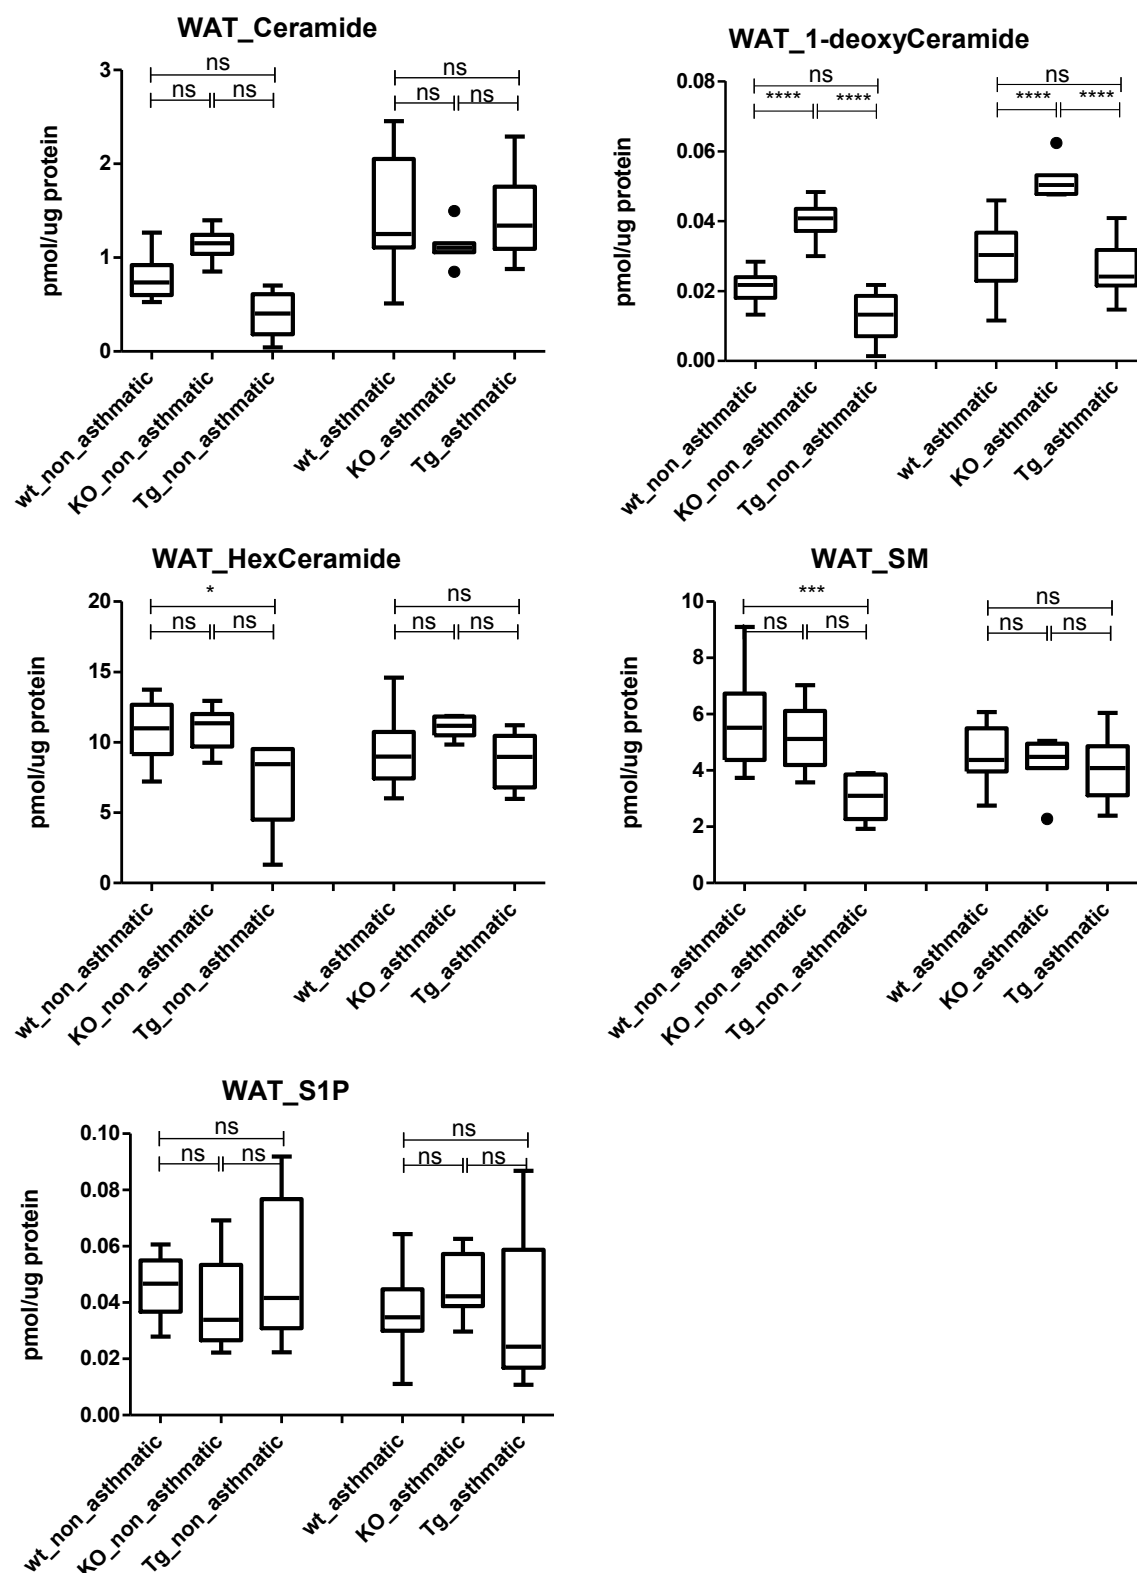 WAT_Ceramide
ns
ns ns
3
2
1
0
pmol/ug protein
wt_non_asthmatic
KO_non_asthmatic
Tg_non_asthmatic
ns
ns ns
wt_asthmatic
KO_asthmatic
Tg_asthmatic
WAT_1-deoxyCeramide
ns
**** ****
0.08
0.06
0.04
0.02
0.00
pmol/ug protein
wt_non_asthmatic
KO_non_asthmatic
Tg_non_asthmatic
ns
**** ****
wt_asthmatic
KO_asthmatic
Tg_asthmatic
WAT_HexCeramide
*
ns ns
20
15
10
5
0
pmol/ug protein
wt_non_asthmatic
KO_non_asthmatic
Tg_non_asthmatic
ns
ns ns
wt_asthmatic
KO_asthmatic
Tg_asthmatic
WAT_SM
***
ns ns
10
8
6
4
2
0
pmol/ug protein
wt_non_asthmatic
KO_non_asthmatic
Tg_non_asthmatic
ns
ns ns
wt_asthmatic
KO_asthmatic
Tg_asthmatic
WAT_S1P
ns
ns ns
0.10
0.08
0.06
0.04
0.02
0.00
pmol/ug protein
wt_non_asthmatic
KO_non_asthmatic
Tg_non_asthmatic
ns
ns ns
wt_asthmatic
KO_asthmatic
Tg_asthmatic